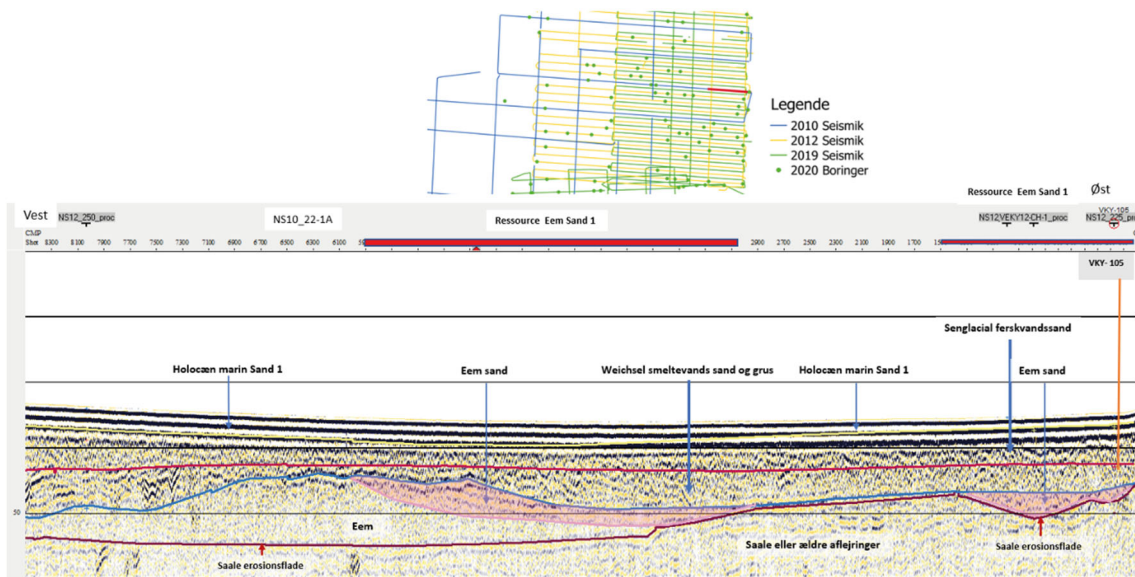 Legende
2010 Seismik
2012 Seismik
2019 Seismik
2020 Boringer
Ressource Eem Sand 1
Vest
NS12_250_proc
NS10_22-1A
Ressource Eem Sand 1
Øst
VKY-105
NS12VEKY12-CH-1_proc
NS12_225_pro
CMP
Shot 8300 8100 7900 7500 7300 7100 6900 6700 6600 6300 6100 2900 2700 2500 2300 2100 1900 1700
VKY- 105
Senglacial ferskvandssand
Holocæn marin Sand 1
Eem sand
Weichsel smeltevands sand og grus
Holocæn marin Sand 1
Eem sand
50
Eem
Saale eller ældre aflejringer
Saale erosionsflade
Saale erosionsflade